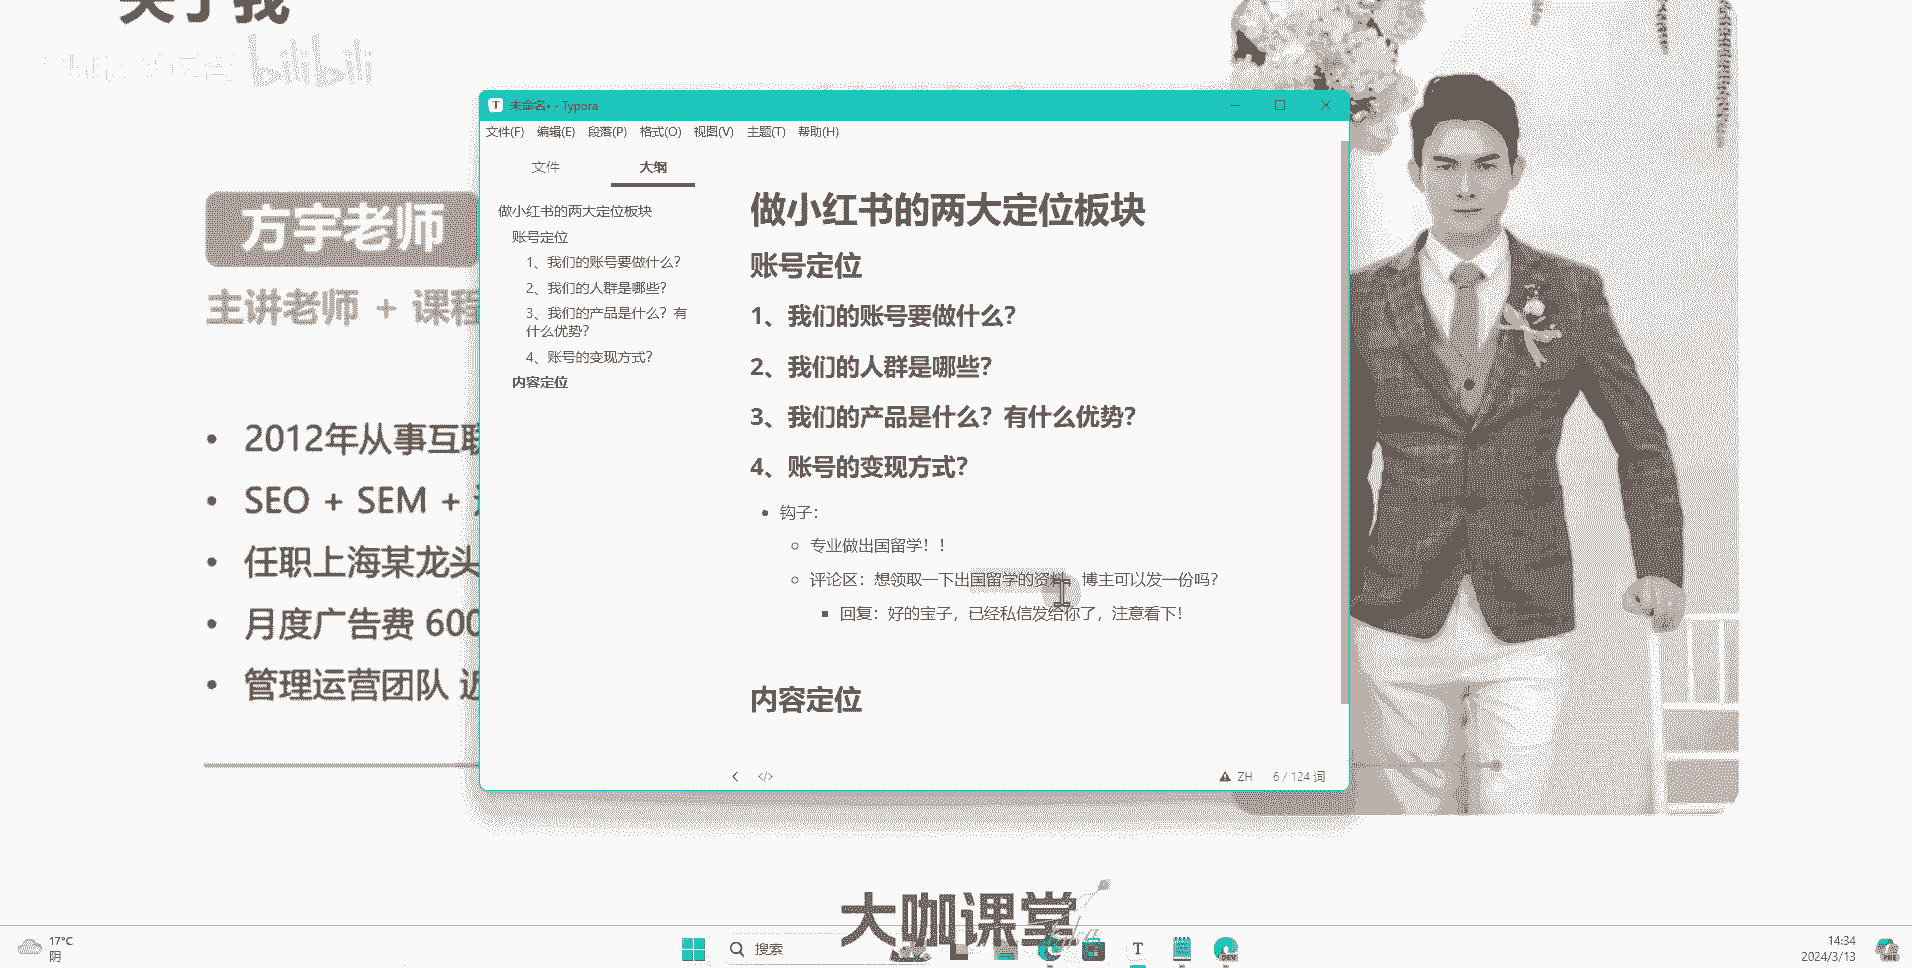 关于我
bilibili
未命名• - Typora
文件(F) 编辑(E) 段落(P) 格式(O) 视图(V) 主题(T) 帮助(H)
文件 大纲
做小红书的两大定位板块
账号定位
1、我们的账号要做什么？
2、我们的人群是哪些？
3、我们的产品是什么？有
什么优势？
4、账号的变现方式？
内容定位
做小红书的两大定位板块
账号定位
1、我们的账号要做什么？
2、我们的人群是哪些？
3、我们的产品是什么？有什么优势？
4、账号的变现方式？
• 钩子：
专业做出国留学！！
评论区：想领取一下出国留学的资料，博主可以发一份吗？
回复：好的宝子，已经私信发给你了，注意看下！
内容定位
ZH 6 / 124 词
方宇老师
主讲老师 + 课程
• 2012年从事互联
• SEO + SEM +
• 任职上海某龙头
• 月度广告费 600
• 管理运营团队 近
大咖课堂
17°C
阴
搜索
14:34
2024/3/13